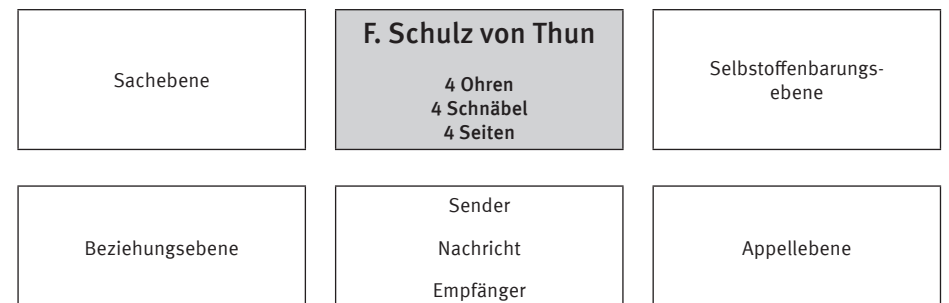 Sachebene
F. Schulz von Thun
4 Ohren
4 Schnäbel
4 Seiten
Selbstoffenbarungs-
ebene
Beziehungsebene
Sender
Nachricht
Empfänger
Appellebene